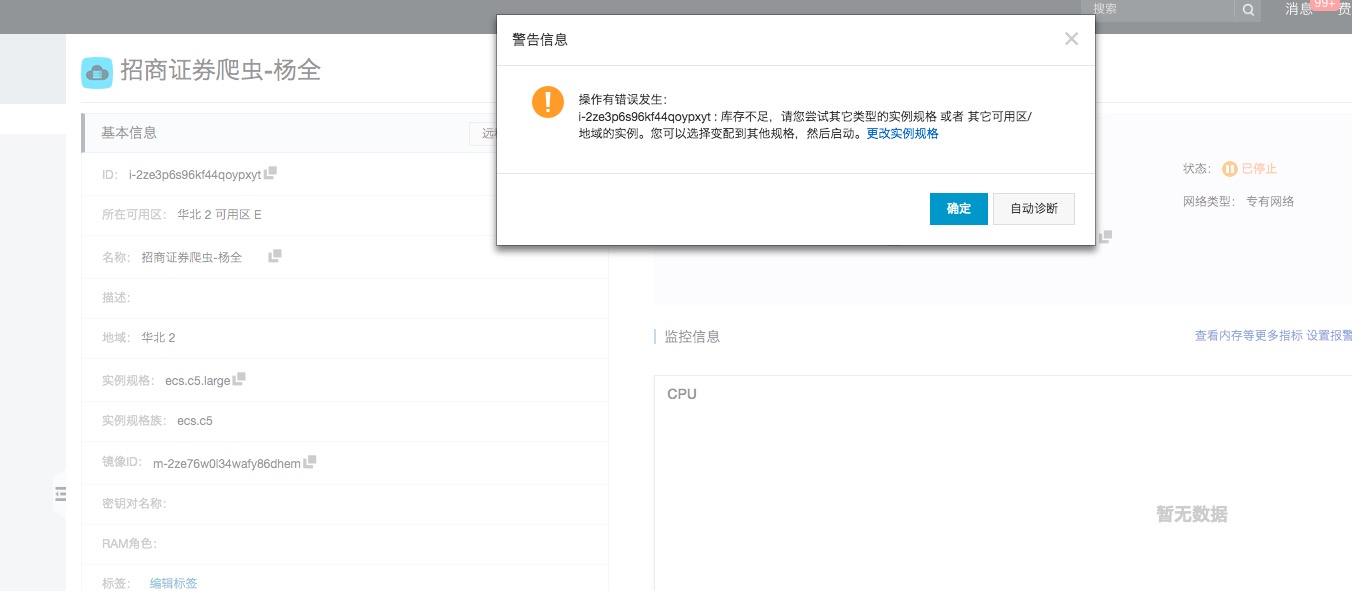 搜索
消息 99+ 费
招商证券爬虫-杨全
警告信息
操作有错误发生：
i-2ze3p6s96kf44qoypxyt：库存不足，请您尝试其它类型的实例规格 或者 其它可用区/
地域的实例。您可以选择变配到其他规格，然后启动。更改实例规格
确定 自动诊断
基本信息
ID： i-2ze3p6s96kf44qoypxyt
所在可用区： 华北 2 可用区 E
名称： 招商证券爬虫-杨全
描述：
地域： 华北 2
实例规格： ecs.c5.large
实例规格族： ecs.c5
镜像ID： m-2ze76w0i34wafy86dhem
密钥对名称：
RAM角色：
标签： 编辑标签
状态： 已停止
网络类型： 专有网络
监控信息
查看内存等更多指标 设置报警
CPU
暂无数据